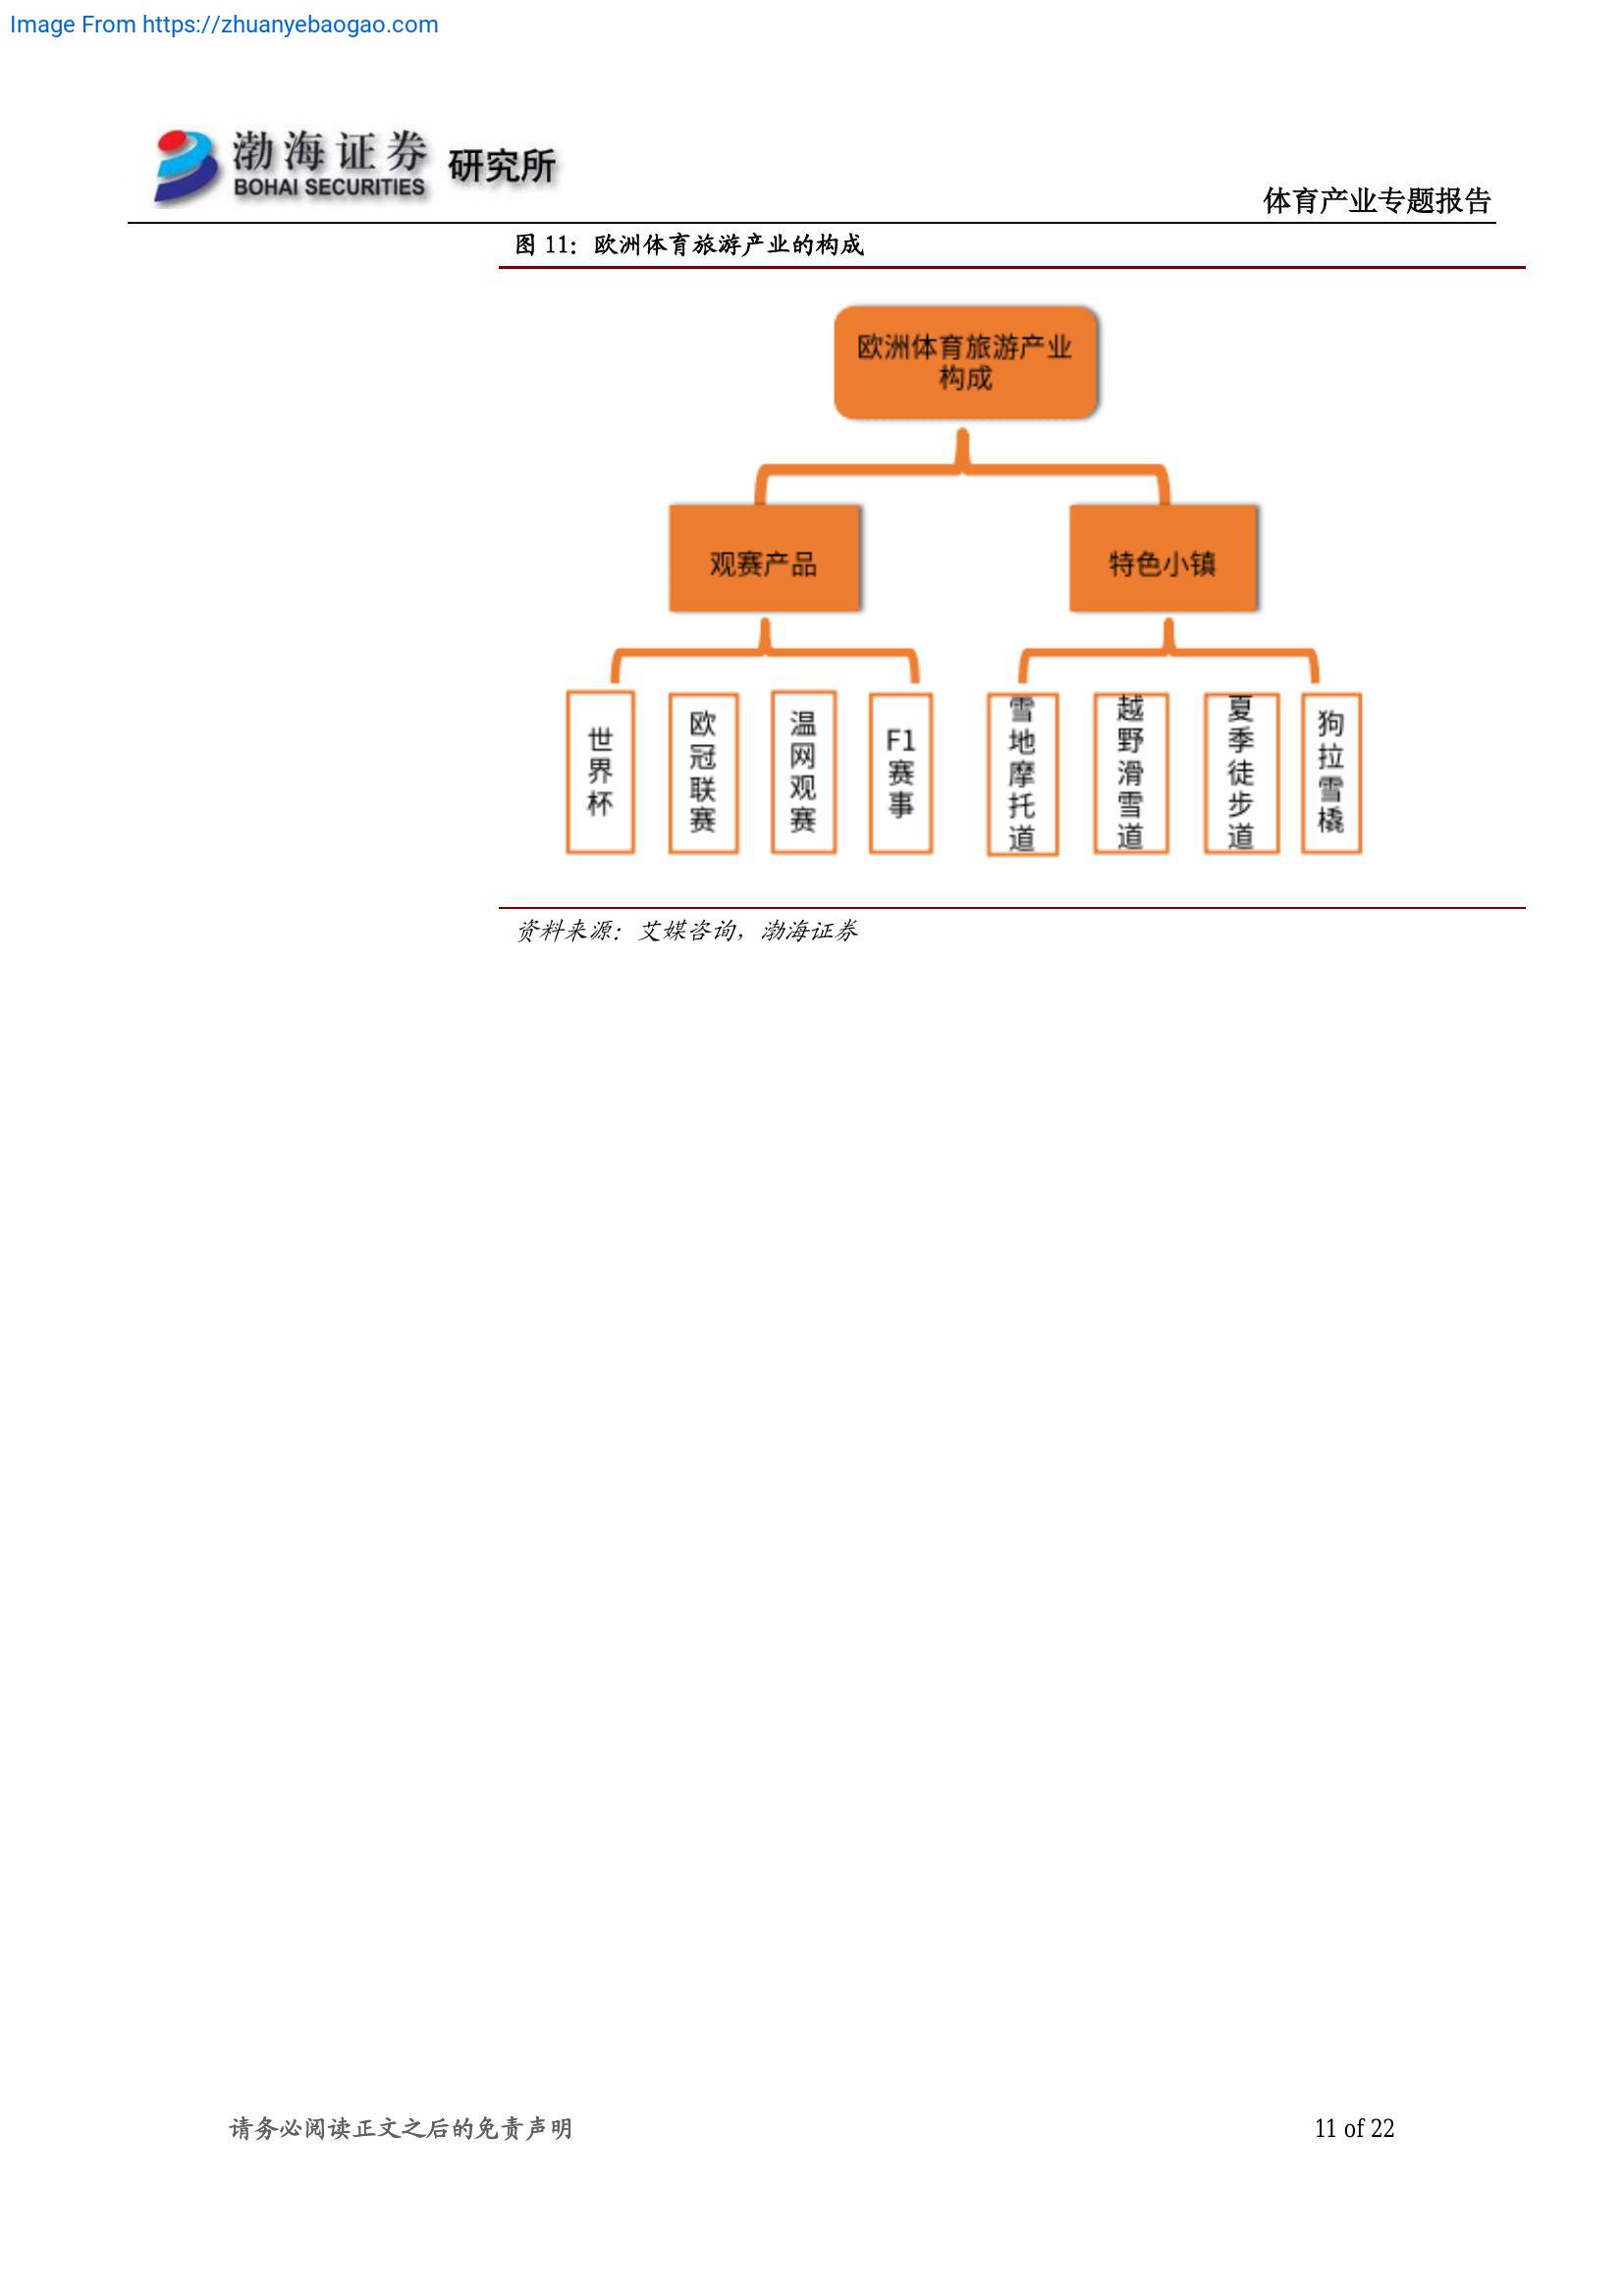 Image From https://zhuanyebaogao.com
渤海证券 研究所
BOHAI SECURITIES
体育产业专题报告
图 11：欧洲体育旅游产业的构成
欧洲体育旅游产业
构成
观赛产品
特色小镇
世界杯
欧冠联赛
温网观赛
F1赛事
雪地摩托道
越野滑雪道
夏季徒步道
狗拉雪橇
资料来源：艾媒咨询，渤海证券
请务必阅读正文之后的免责声明
11 of 22